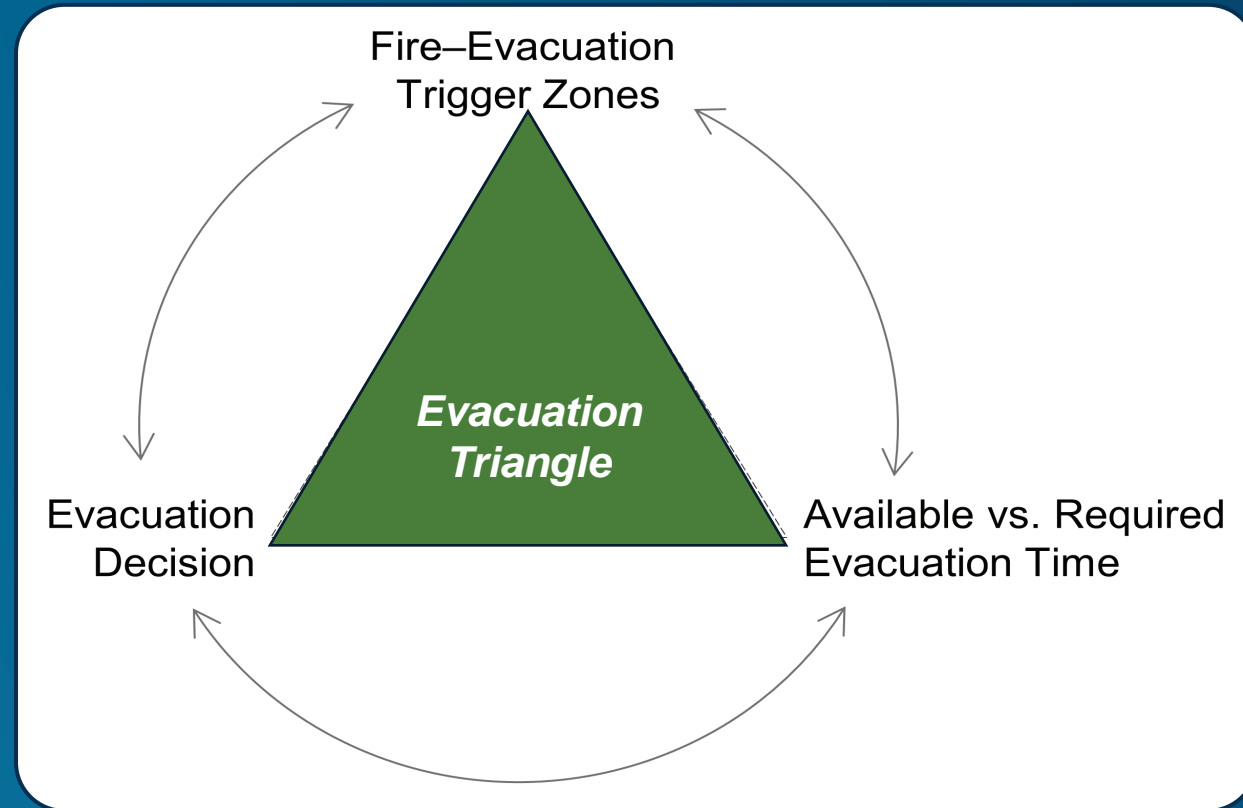 Fire–Evacuation
Trigger Zones
Evacuation
Triangle
Evacuation
Decision
Available vs. Required
Evacuation Time